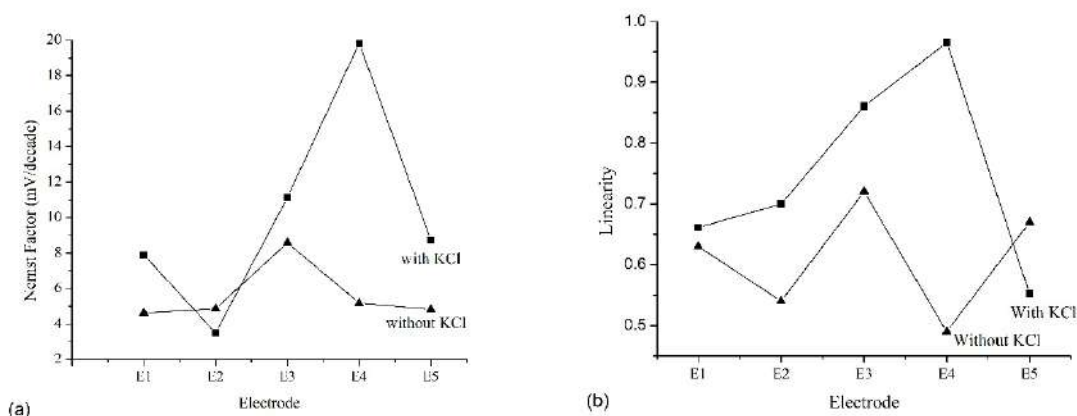 20
18
16
14
12
10
8
6
4
2
Nernst Factor (mV/decade)
with KCl
without KCl
E1 E2 E3 E4 E5
Electrode
(a)
1.0
0.9
0.8
0.7
0.6
0.5
Linearity
With KCl
Without KCl
E1 E2 E3 E4 E5
Electrode
(b)